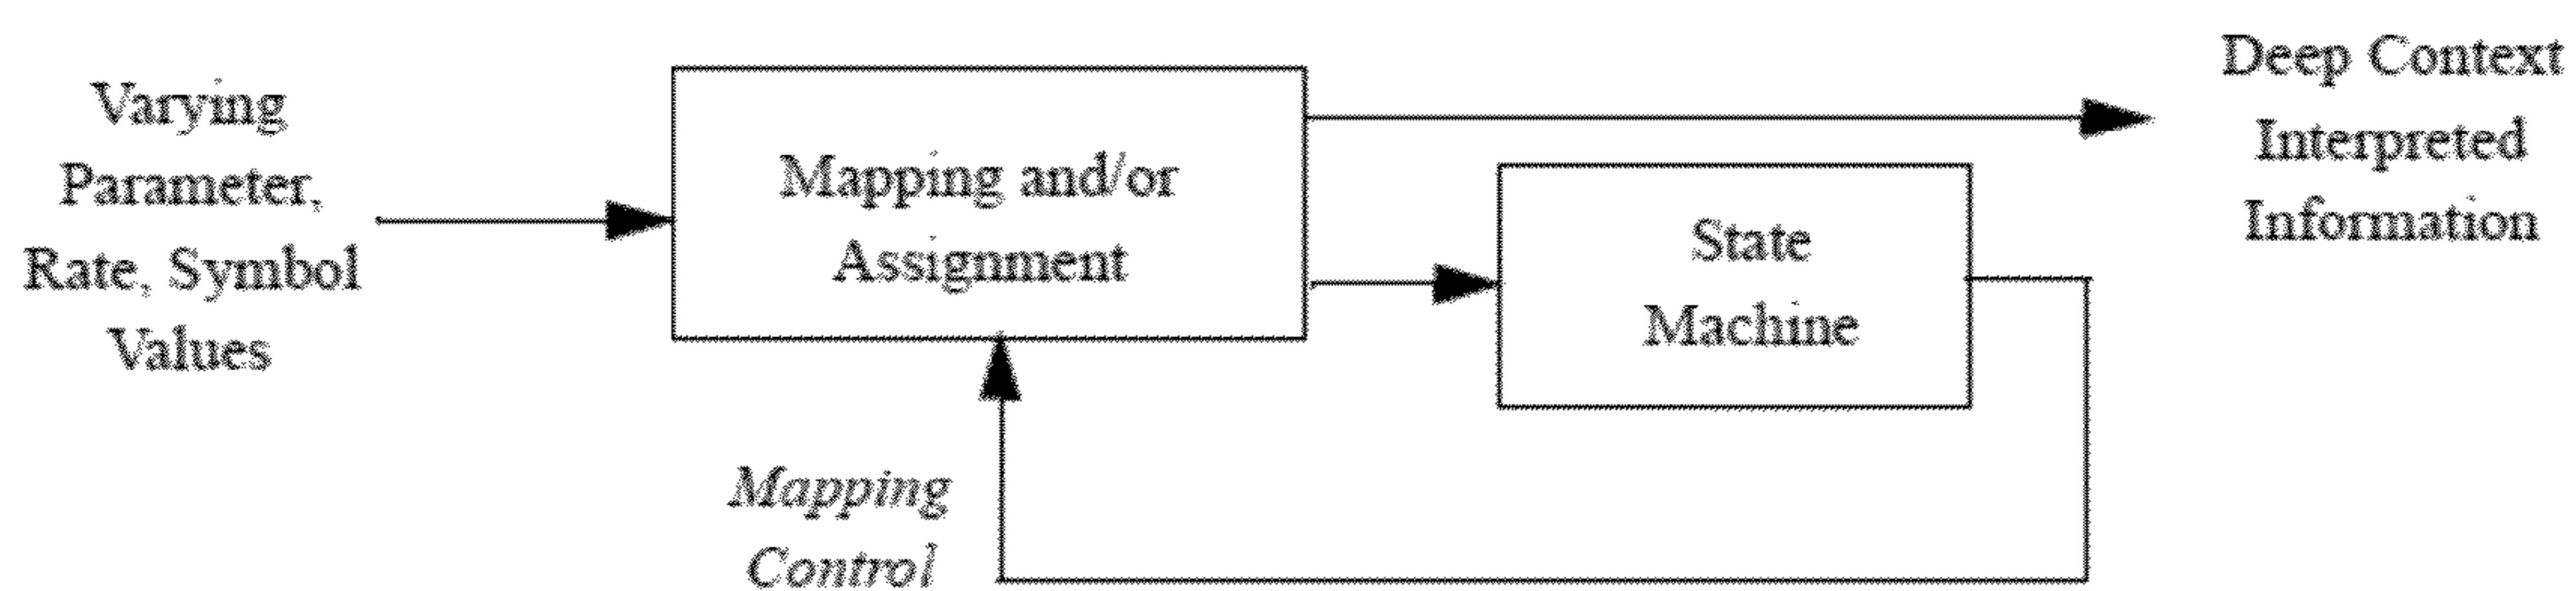 Varying
Parameter,
Rate, Symbol
Values
Mapping and/or
Assignment
State
Machine
Deep Context
Interpreted
Information
Mapping
Control